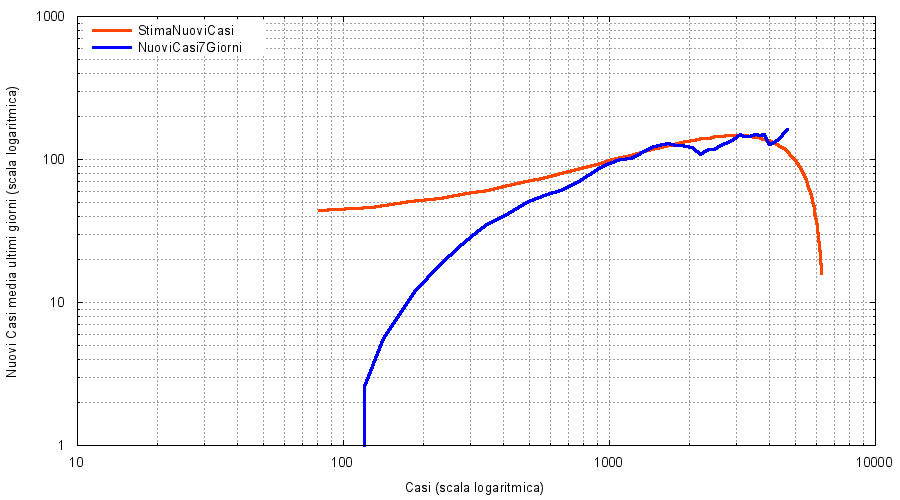 1000
StimaNuoviCasi
NuoviCasi7Giorni
100
10
1
10 100 1000 10000
Nuovi Casi media ultimi giorni (scala logaritmica)
Casi (scala logaritmica)